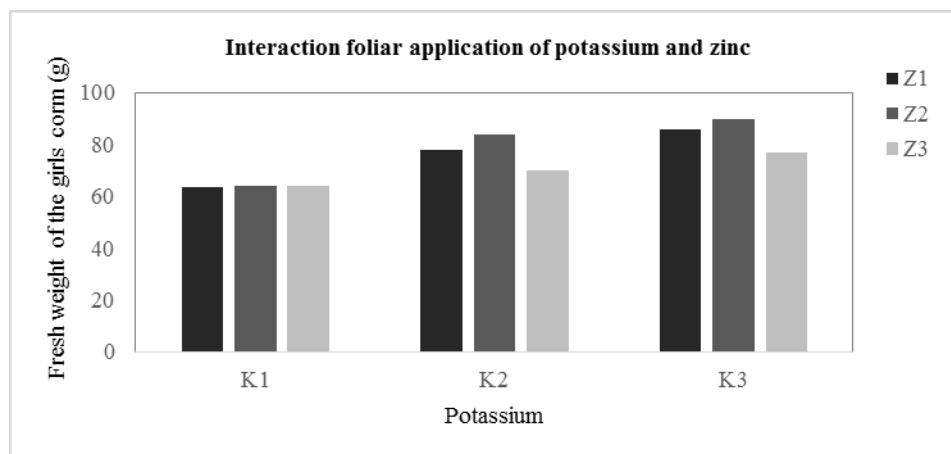 Interaction foliar application of potassium and zinc
Fresh weight of the girls corm (g)
100
80
60
40
20
0
K1 K2 K3
Potassium
Z1
Z2
Z3